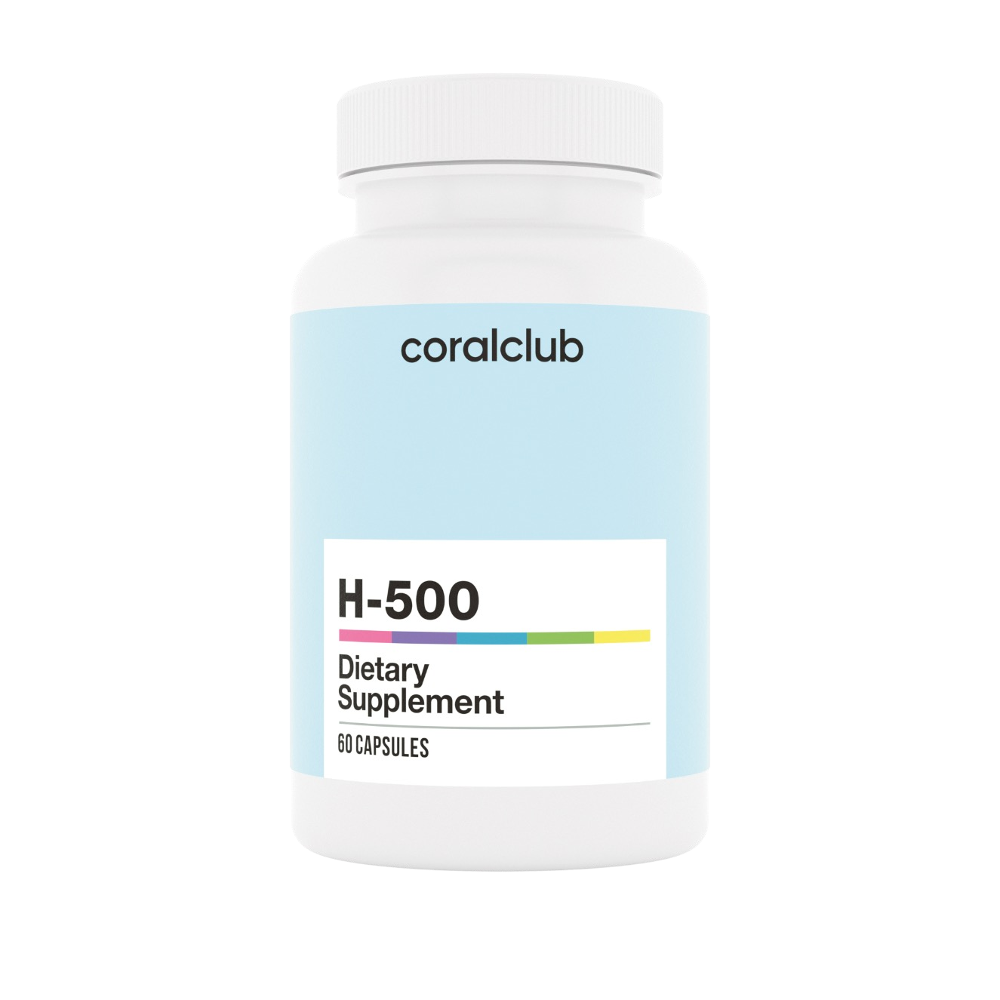 coralclub
H-500
Dietary
Supplement
60 CAPSULES